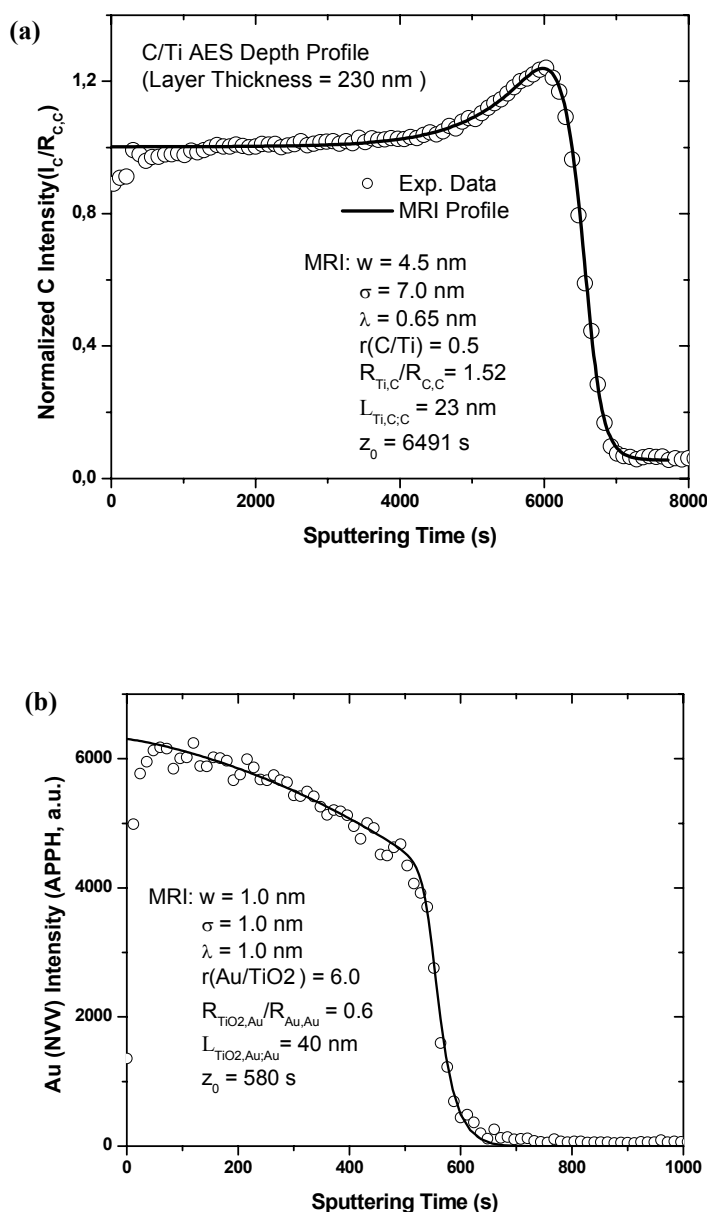 (a)
C/Ti AES Depth Profile
(Layer Thickness = 230 nm )
Normalized C Intensity(I_C/R_C,C)
1,2
0,8
0,4
0,0
Exp. Data
MRI Profile
MRI: w = 4.5 nm
σ = 7.0 nm
λ = 0.65 nm
r(C/Ti) = 0.5
R_Ti,C/R_C,C= 1.52
L_Ti,C;C = 23 nm
z_0 = 6491 s
0 2000 4000 6000 8000
Sputtering Time (s)
(b)
Au (NVV) Intensity (APPH, a.u.)
6000
4000
2000
0
MRI: w = 1.0 nm
σ = 1.0 nm
λ = 1.0 nm
r(Au/TiO2 ) = 6.0
R_TiO2,Au/R_Au,Au = 0.6
L_TiO2,Au;Au = 40 nm
z_0 = 580 s
0 200 400 600 800 1000
Sputtering Time (s)